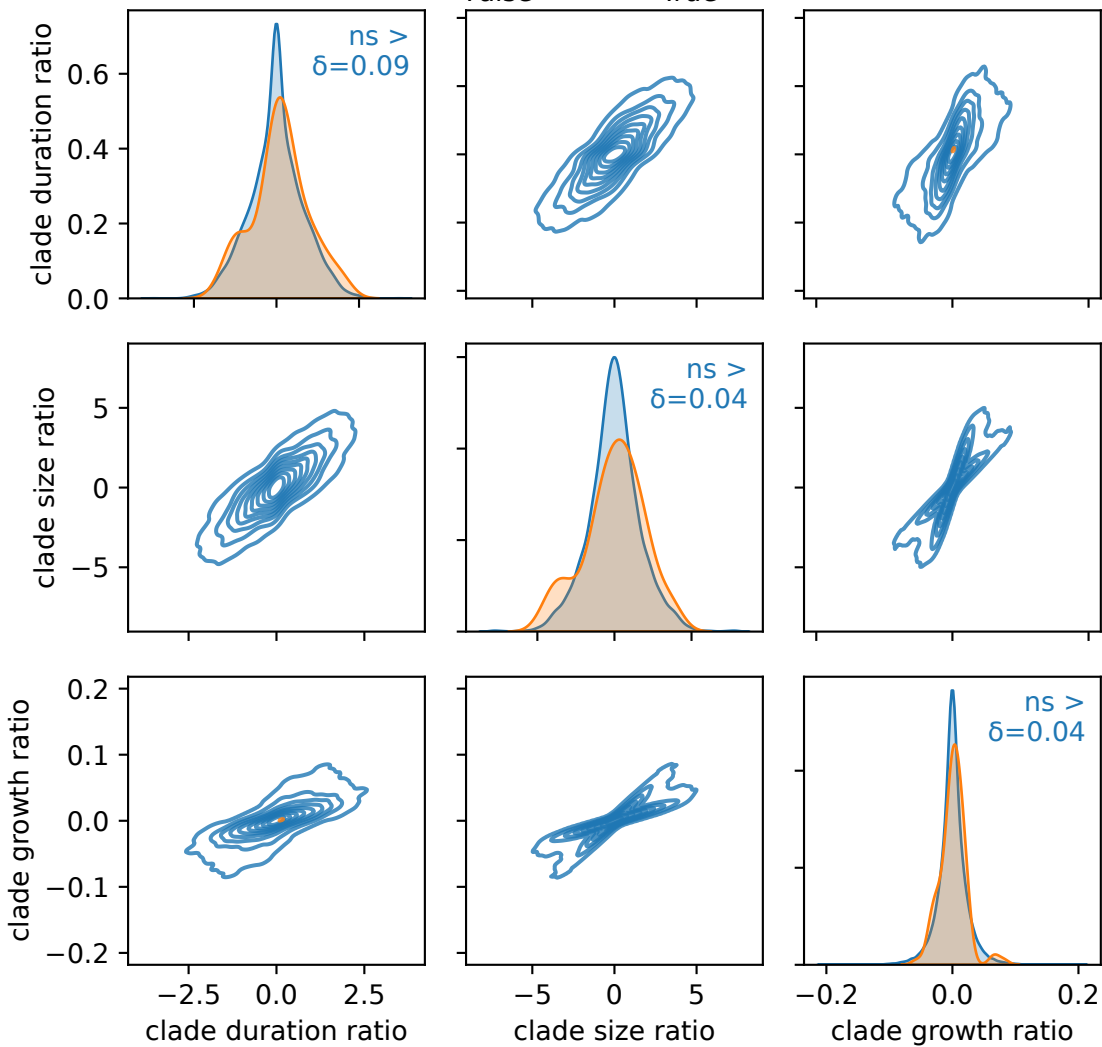 False True
clade duration ratio
0.6
0.4
0.2
0.0
ns >
δ=0.09
clade size ratio
5
0
−5
ns >
δ=0.04
clade growth ratio
0.2
0.1
0.0
−0.1
−0.2
ns >
δ=0.04
−2.5 0.0 2.5
−5 0 5
−0.2 0.0 0.2
clade duration ratio
clade size ratio
clade growth ratio